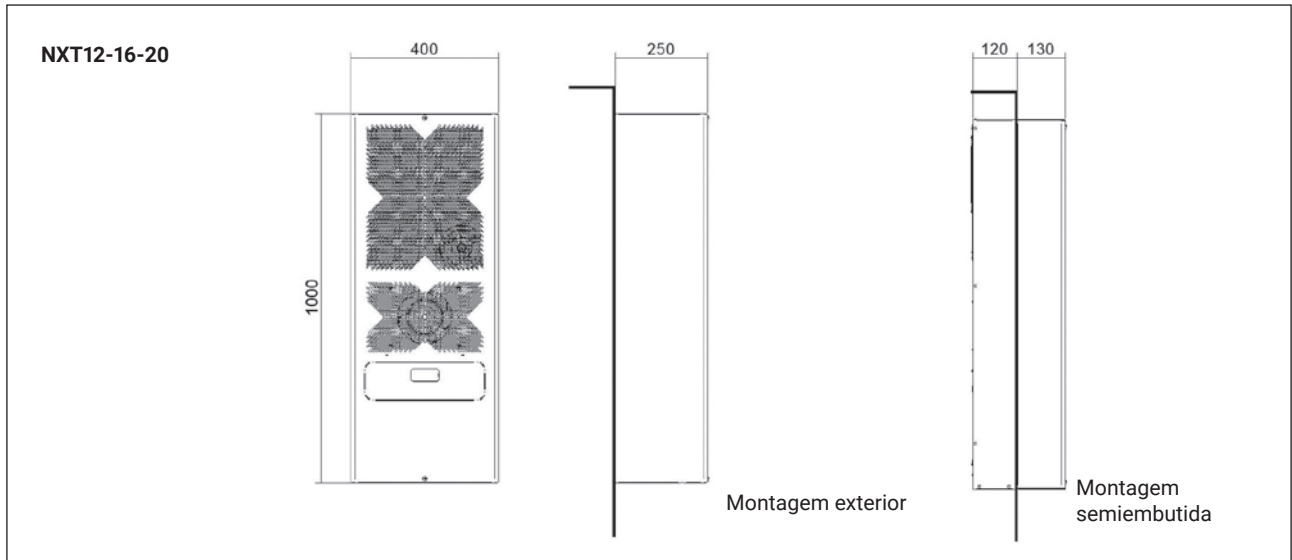 NXT12-16-20
400
250
120
130
1000
Montagem exterior
Montagem
semiembutida